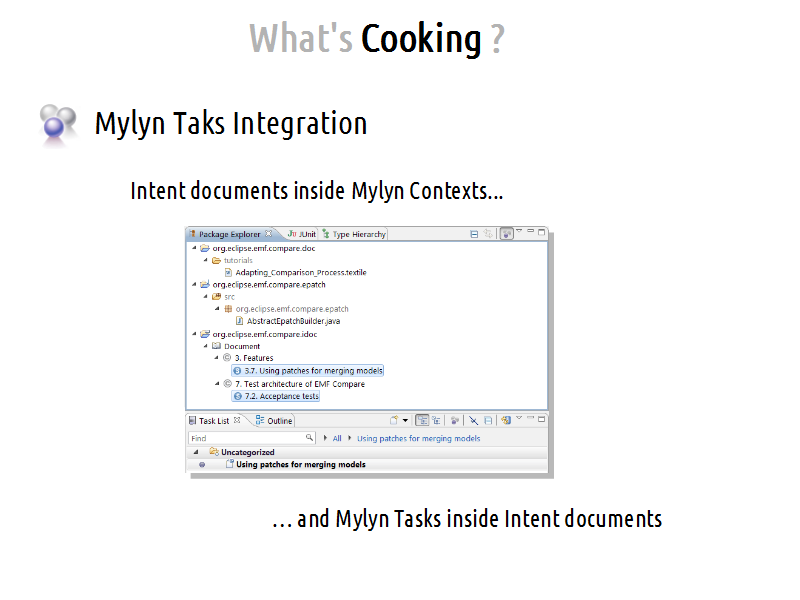 What's Cooking ?
Mylyn Taks Integration
Intent documents inside Mylyn Contexts...
Package Explorer JUnit Type Hierarchy
org.eclipse.emf.compare.doc
tutorials
Adapting_Comparison_Process.textile
org.eclipse.emf.compare.epatch
src
org.eclipse.emf.compare.epatch
AbstractEpatchBuilder.java
org.eclipse.emf.compare.idoc
Document
3. Features
3.7. Using patches for merging models
7. Test architecture of EMF Compare
7.2. Acceptance tests
Task List Outline
Find All Using patches for merging models
Uncategorized
Using patches for merging models
... and Mylyn Tasks inside Intent documents